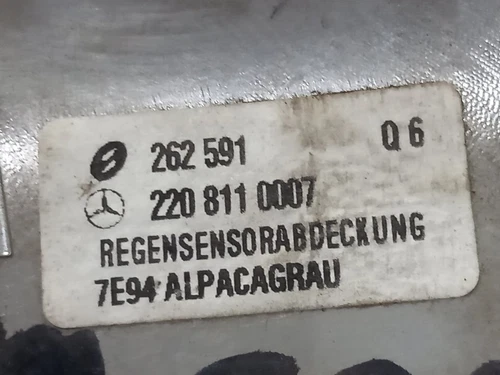 262 591 Q 6
220 811 0007
REGENSENSORABDECKUNG
7E94 ALPACAGRAU